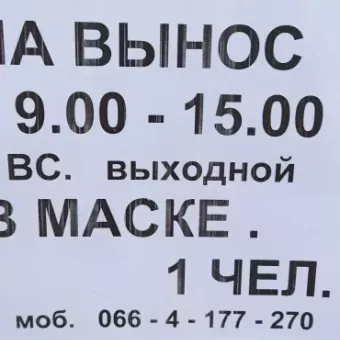 НА ВЫНОС
9.00 - 15.00
ВС. выходной
В МАСКЕ .
1 ЧЕЛ.
моб. 066 - 4 - 177 - 270